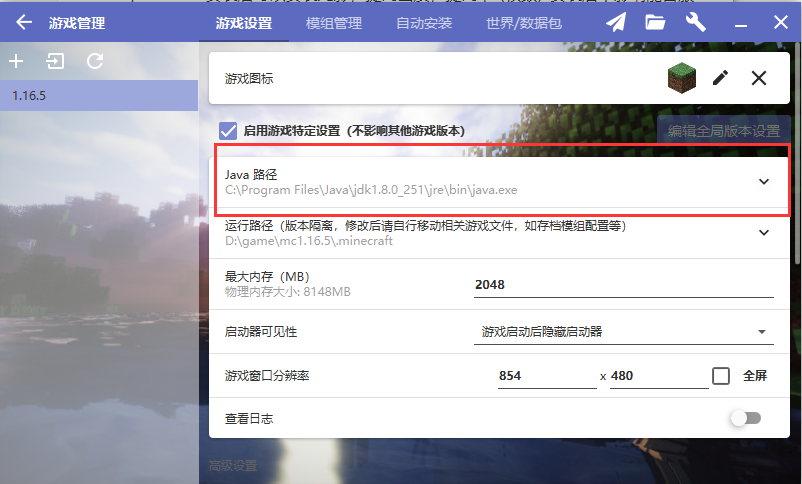 游戏管理
游戏设置 模组管理 自动安装 世界/数据包
1.16.5
游戏图标
启用游戏特定设置（不影响其他游戏版本）
编辑全局版本设置
Java 路径
C:\Program Files\Java\jdk1.8.0_251\jre\bin\java.exe
运行路径（版本隔离，修改后请自行移动相关游戏文件，如存档模组配置等）
D:\game\mc1.16.5\.minecraft
最大内存（MB）
物理内存大小: 8148MB
2048
启动器可见性
游戏启动后隐藏启动器
游戏窗口分辨率
854 x 480 全屏
查看日志
高级设置